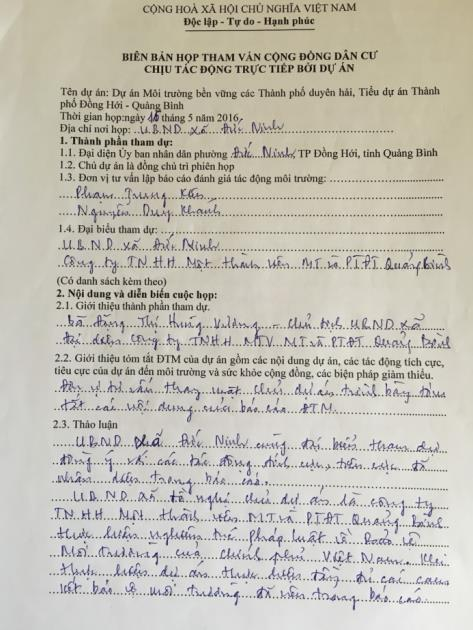 CỘNG HOÀ XÃ HỘI CHỦ NGHĨA VIỆT NAM
Độc lập - Tự do - Hạnh phúc
BIÊN BẢN HỌP THAM VẤN CỘNG ĐỒNG DÂN CƯ
CHỊU TÁC ĐỘNG TRỰC TIẾP BỞI DỰ ÁN
Tên dự án: Dự án Môi trường bền vững các Thành phố duyên hải, Tiểu dự án Thành
phố Đồng Hới - Quảng Bình
Thời gian họp:ngày 16 tháng 5 năm 2016
Địa chỉ nơi họp: UBND xã Đức Ninh
1. Thành phần tham dự:
1.1. Đại diện Ủy ban nhân dân phường Đức Ninh, TP Đồng Hới, tỉnh Quảng Bình
1.2. Chủ dự án là đồng chủ trì phiên họp
1.3. Đơn vị tư vấn lập báo cáo đánh giá tác động môi trường:
Phạm Trung Kiên
Nguyễn Duy Khánh
1.4. Đại biểu tham dự:
UBND xã Đức Ninh
Công ty TNHH Một thành viên MT và PTĐT Quảng Bình
(Có danh sách kèm theo)
2. Nội dung và diễn biến cuộc họp:
2.1. Giới thiệu thành phần tham dự.
bà Đặng Thị Hùng Vương - Chủ tịch UBND xã
Đại diện Công ty TNHH MTV MT và PTĐT Quảng Bình
2.2. Giới thiệu tóm tắt ĐTM của dự án gồm các nội dung dự án, các tác động tích cực,
tiêu cực của dự án đến môi trường và sức khỏe cộng đồng, các biện pháp giảm thiểu.
Đơn vị tư vấn thay mặt chủ dự án trình bày tóm
tắt các nội dung của báo cáo ĐTM.
2.3. Thảo luận
UBND xã Đức Ninh cùng đại biểu tham dự
đồng ý với các tác động tích cực, tiêu cực đã
nhận diện trong báo cáo.
UBND xã đề nghị chủ dự án là công ty
TNHH Một thành viên MT và PTĐT Quảng Bình
thực hiện nghiêm túc pháp luật về Bảo vệ
Môi trường của chính phủ Việt Nam. Khi
thực hiện dự án thực hiện đầy đủ các cam
kết bảo vệ môi trường đã nêu trong báo cáo